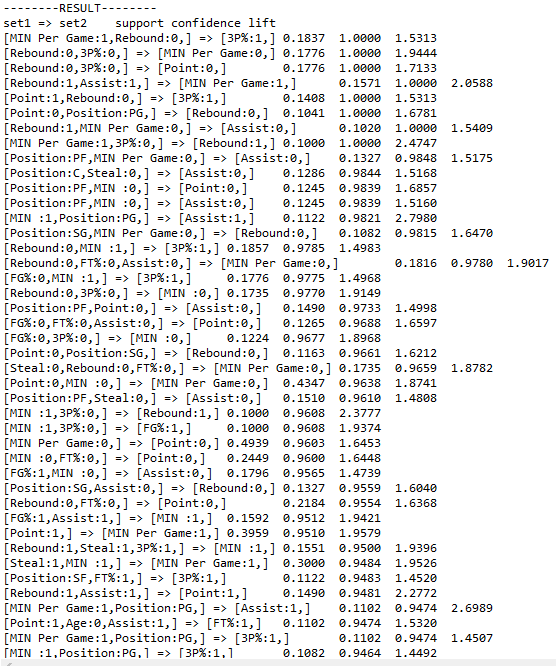 --------RESULT--------
set1 => set2    support confidence lift
[MIN Per Game:1,Rebound:0,] => [3P%:1,] 0.1837  1.0000  1.5313
[Rebound:0,3P%:0,] => [MIN Per Game:0,] 0.1776  1.0000  1.9444
[Rebound:0,3P%:0,] => [Point:0,]        0.1776  1.0000  1.7133
[Rebound:1,Assist:1,] => [MIN Per Game:1,]      0.1571  1.0000  2.0588
[Point:1,Rebound:0,] => [3P%:1,]        0.1408  1.0000  1.5313
[Point:0,Position:PG,] => [Rebound:0,]  0.1041  1.0000  1.6781
[Rebound:1,MIN Per Game:0,] => [Assist:0,]      0.1020  1.0000  1.5409
[MIN Per Game:1,3P%:0,] => [Rebound:1,] 0.1000  1.0000  2.4747
[Position:PF,MIN Per Game:0,] => [Assist:0,]    0.1327  0.9848  1.5175
[Position:C,Steal:0,] => [Assist:0,]    0.1286  0.9844  1.5168
[Position:PF,MIN :0,] => [Point:0,]     0.1245  0.9839  1.6857
[Position:PF,MIN :0,] => [Assist:0,]    0.1245  0.9839  1.5160
[MIN :1,Position:PG,] => [Assist:1,]    0.1122  0.9821  2.7980
[Position:SG,MIN Per Game:0,] => [Rebound:0,]   0.1082  0.9815  1.6470
[Rebound:0,MIN :1,] => [3P%:1,] 0.1857  0.9785  1.4983
[Rebound:0,FT%:0,Assist:0,] => [MIN Per Game:0,]        0.1816  0.9780  1.9017
[FG%:0,MIN :1,] => [3P%:1,]     0.1776  0.9775  1.4968
[Rebound:0,3P%:0,] => [MIN :0,] 0.1735  0.9770  1.9149
[Position:PF,Point:0,] => [Assist:0,]   0.1490  0.9733  1.4998
[FG%:0,FT%:0,Assist:0,] => [Point:0,]   0.1265  0.9688  1.6597
[FG%:0,3P%:0,] => [MIN :0,]     0.1224  0.9677  1.8968
[Point:0,Position:SG,] => [Rebound:0,]  0.1163  0.9661  1.6212
[Steal:0,Rebound:0,FT%:0,] => [MIN Per Game:0,] 0.1735  0.9659  1.8782
[Point:0,MIN :0,] => [MIN Per Game:0,]  0.4347  0.9638  1.8741
[Position:PF,Steal:0,] => [Assist:0,]   0.1510  0.9610  1.4808
[MIN :1,3P%:0,] => [Rebound:1,] 0.1000  0.9608  2.3777
[MIN :1,3P%:0,] => [FG%:1,]     0.1000  0.9608  1.9374
[MIN Per Game:0,] => [Point:0,] 0.4939  0.9603  1.6453
[MIN :0,FT%:0,] => [Point:0,]   0.2449  0.9600  1.6448
[FG%:1,MIN :0,] => [Assist:0,]  0.1796  0.9565  1.4739
[Position:SG,Assist:0,] => [Rebound:0,] 0.1327  0.9559  1.6040
[Rebound:0,FT%:0,] => [Point:0,]        0.2184  0.9554  1.6368
[FG%:1,Assist:1,] => [MIN :1,]  0.1592  0.9512  1.9421
[Point:1,] => [MIN Per Game:1,] 0.3959  0.9510  1.9579
[Rebound:1,Steal:1,3P%:1,] => [MIN :1,] 0.1551  0.9500  1.9396
[Steal:1,MIN :1,] => [MIN Per Game:1,]  0.3000  0.9484  1.9526
[Position:SF,FT%:1,] => [3P%:1,]        0.1122  0.9483  1.4520
[Rebound:1,Assist:1,] => [Point:1,]     0.1490  0.9481  2.2772
[MIN Per Game:1,Position:PG,] => [Assist:1,]    0.1102  0.9474  2.6989
[Point:1,Age:0,Assist:1,] => [FT%:1,]   0.1102  0.9474  1.5320
[MIN Per Game:1,Position:PG,] => [3P%:1,]       0.1102  0.9474  1.4507
[MIN :1,Position:PG,] => [3P%:1,]       0.1082  0.9464  1.4492